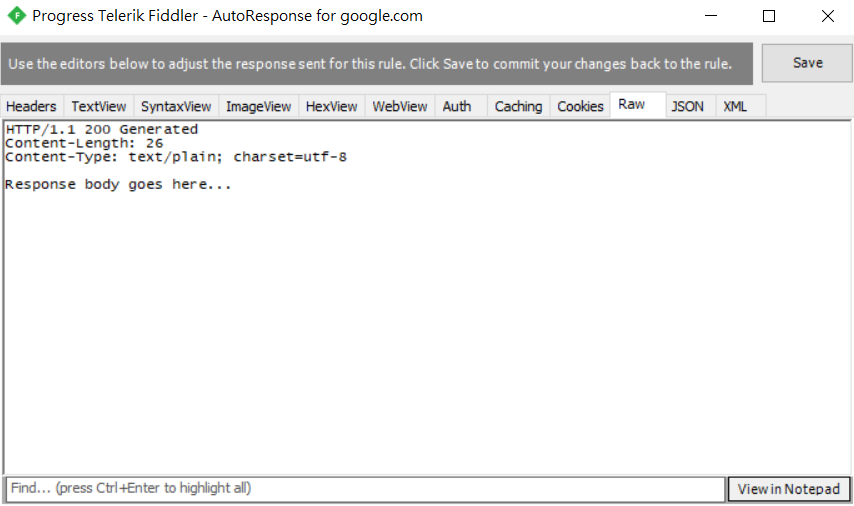 Progress Telerik Fiddler - AutoResponse for google.com
Use the editors below to adjust the response sent for this rule. Click Save to commit your changes back to the rule.
Save
Headers TextView SyntaxView ImageView HexView WebView Auth Caching Cookies Raw JSON XML
HTTP/1.1 200 Generated
Content-Length: 26
Content-Type: text/plain; charset=utf-8
Response body goes here...
Find... (press Ctrl+Enter to highlight all)
View in Notepad